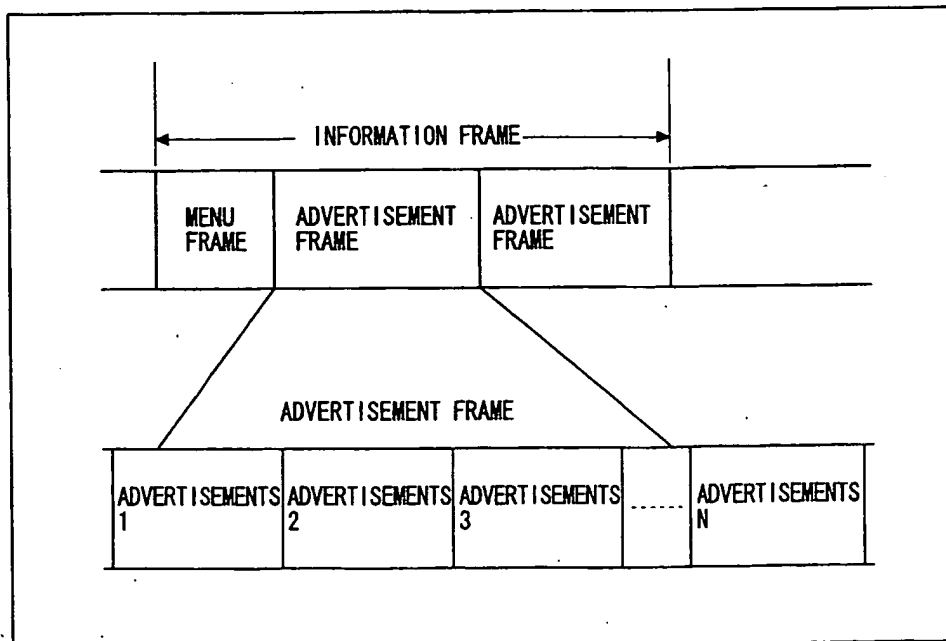 INFORMATION FRAME
MENU
FRAME
ADVERTISEMENT
FRAME
ADVERTISEMENT
FRAME
ADVERTISEMENT FRAME
ADVERTISEMENTS
1
ADVERTISEMENTS
2
ADVERTISEMENTS
3
ADVERTISEMENTS
N